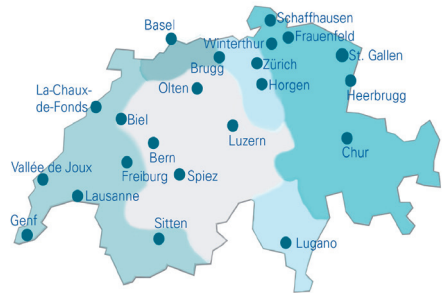 Schaffhausen
Basel
Frauenfeld
Winterthur
St. Gallen
Brugg
Zürich
La-Chaux-
de-Fonds
Olten
Horgen
Heerbrugg
Biel
Luzern
Bern
Chur
Vallée de Joux
Freiburg
Spiez
Lausanne
Genf
Sitten
Lugano